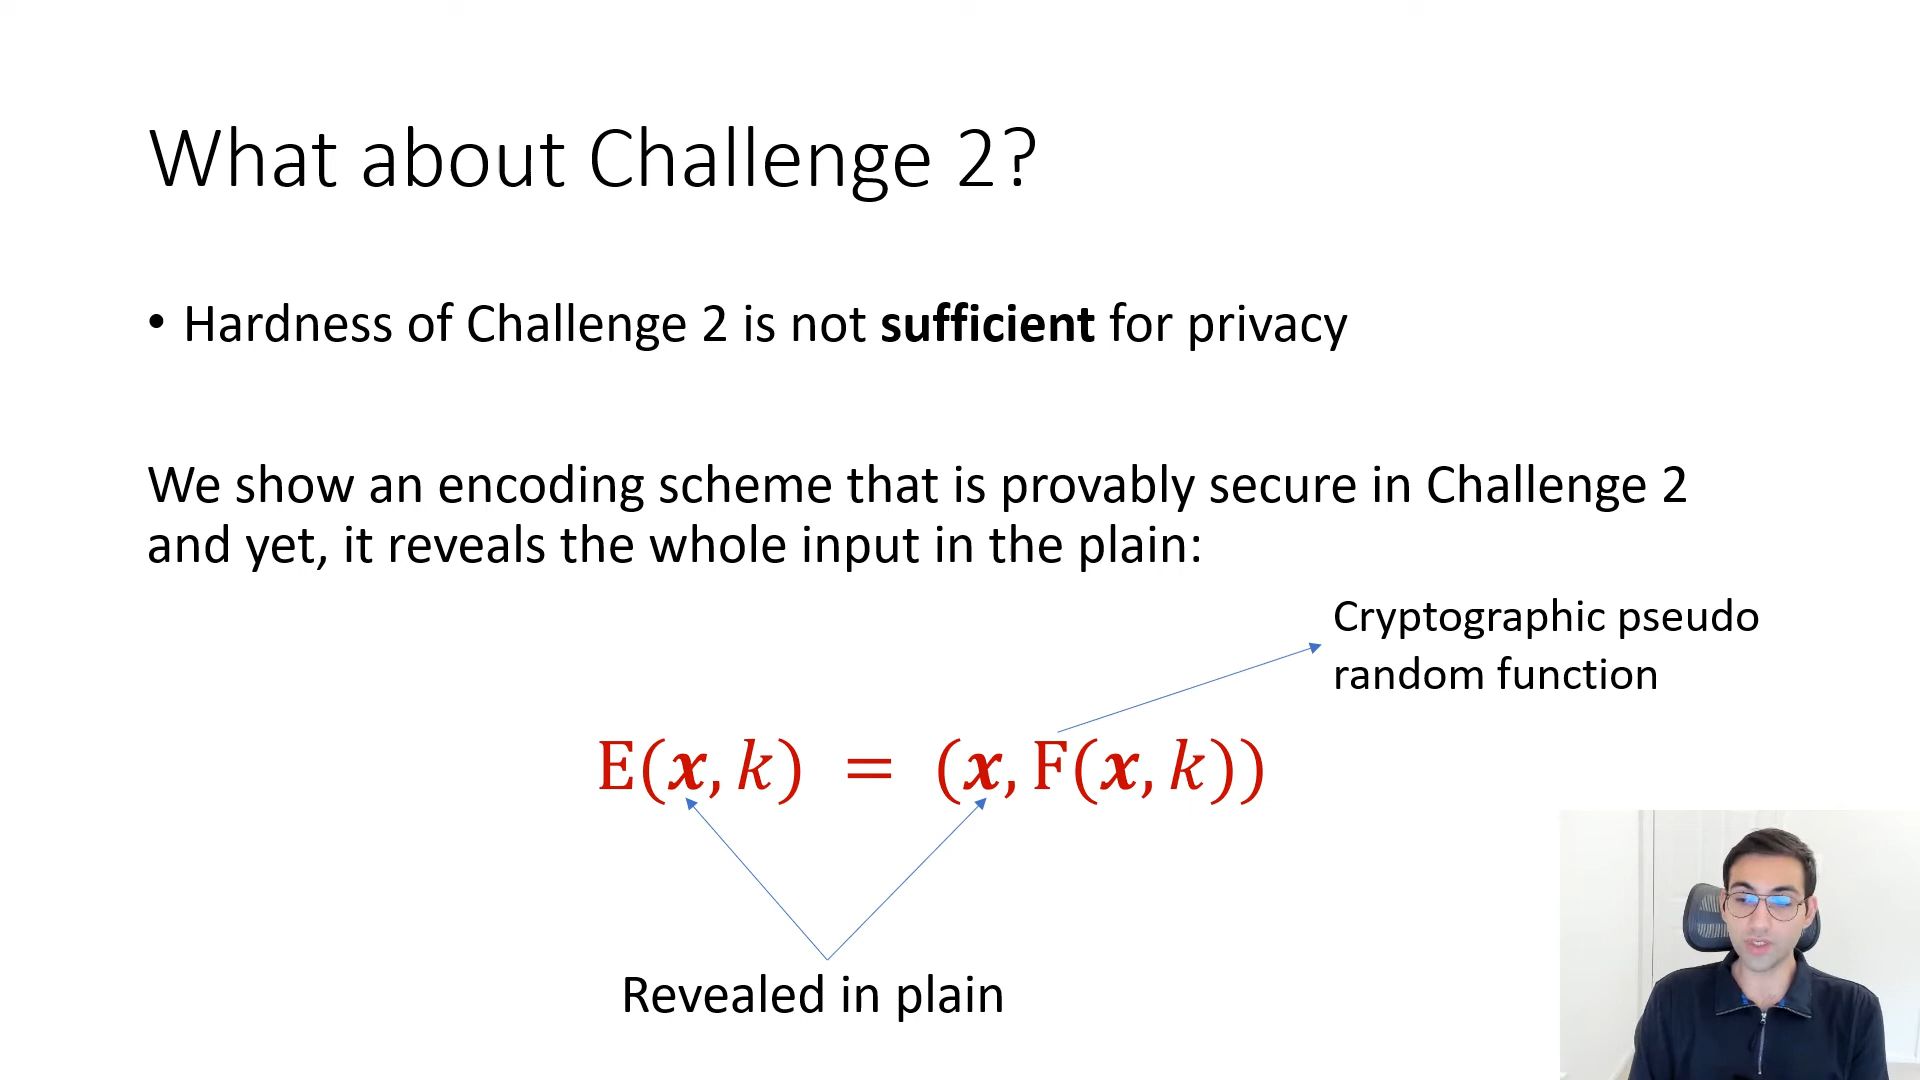 What about Challenge 2?
• Hardness of Challenge 2 is not sufficient for privacy
We show an encoding scheme that is provably secure in Challenge 2
and yet, it reveals the whole input in the plain:
Cryptographic pseudo
random function
E(x, k) = (x, F(x, k))
Revealed in plain